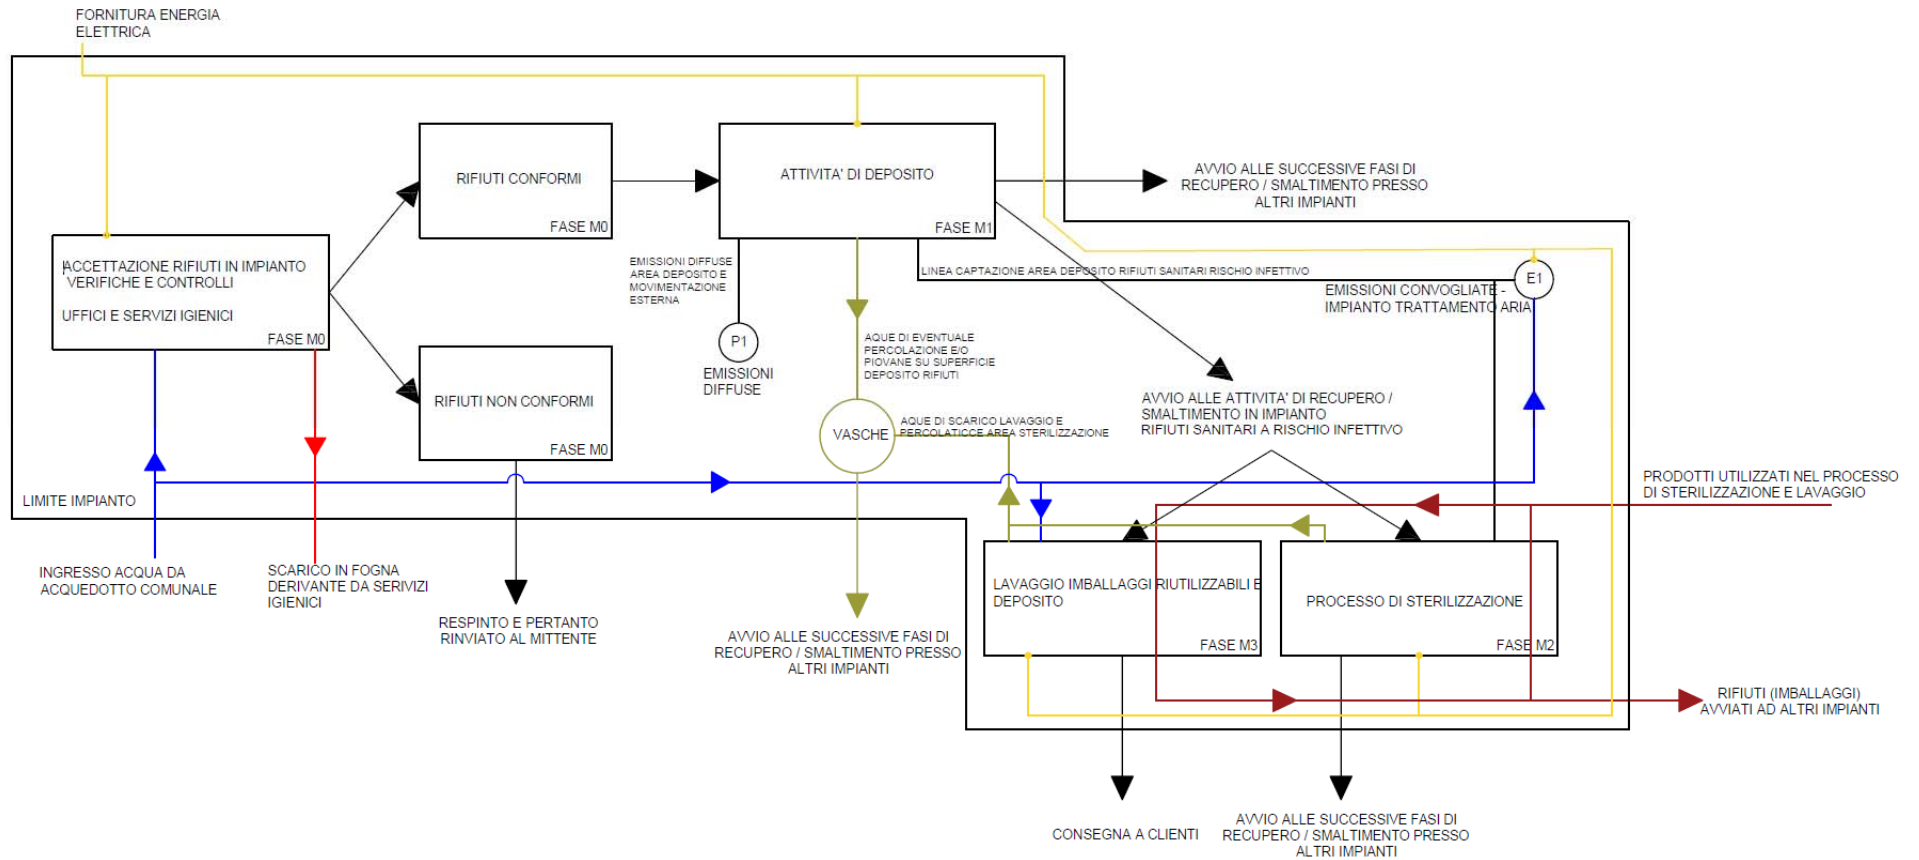 FORNITURA ENERGIA
ELETTRICA
RIFIUTI CONFORMI
FASE M0
ATTIVITA' DI DEPOSITO
FASE M1
AVVIO ALLE SUCCESSIVE FASI DI
RECUPERO / SMALTIMENTO PRESSO
ALTRI IMPIANTI
ACCETTAZIONE RIFIUTI IN IMPIANTO
VERIFICHE E CONTROLLI
UFFICI E SERVIZI IGIENICI
FASE M0
EMISSIONI DIFFUSE
AREA DEPOSITO E
MOVIMENTAZIONE
ESTERNA
LINEA CAPTAZIONE AREA DEPOSITO RIFIUTI SANITARI RISCHIO INFETTIVO
E1
EMISSIONI CONVOGLIATE -
IMPIANTO TRATTAMENTO ARIA
P1
EMISSIONI
DIFFUSE
AQUE DI EVENTUALE
PERCOLAZIONE E/O
PIOVANE SU SUPERFICIE
DEPOSITO RIFIUTI
RIFIUTI NON CONFORMI
FASE M0
VASCHE
AQUE DI SCARICO LAVAGGIO E
PERCOLATICCE AREA STERILIZZAZIONE
AVVIO ALLE ATTIVITA' DI RECUPERO /
SMALTIMENTO IN IMPIANTO
RIFIUTI SANITARI A RISCHIO INFETTIVO
PRODOTTI UTILIZZATI NEL PROCESSO
DI STERILIZZAZIONE E LAVAGGIO
LIMITE IMPIANTO
INGRESSO ACQUA DA
ACQUEDOTTO COMUNALE
SCARICO IN FOGNA
DERIVANTE DA SERIVIZI
IGIENICI
RESPINTO E PERTANTO
RINVIATO AL MITTENTE
AVVIO ALLE SUCCESSIVE FASI DI
RECUPERO / SMALTIMENTO PRESSO
ALTRI IMPIANTI
LAVAGGIO IMBALLAGGI RIUTILIZZABILI E
DEPOSITO
FASE M3
PROCESSO DI STERILIZZAZIONE
FASE M2
RIFIUTI (IMBALLAGGI)
AVVIATI AD ALTRI IMPIANTI
CONSEGNA A CLIENTI
AVVIO ALLE SUCCESSIVE FASI DI
RECUPERO / SMALTIMENTO PRESSO
ALTRI IMPIANTI